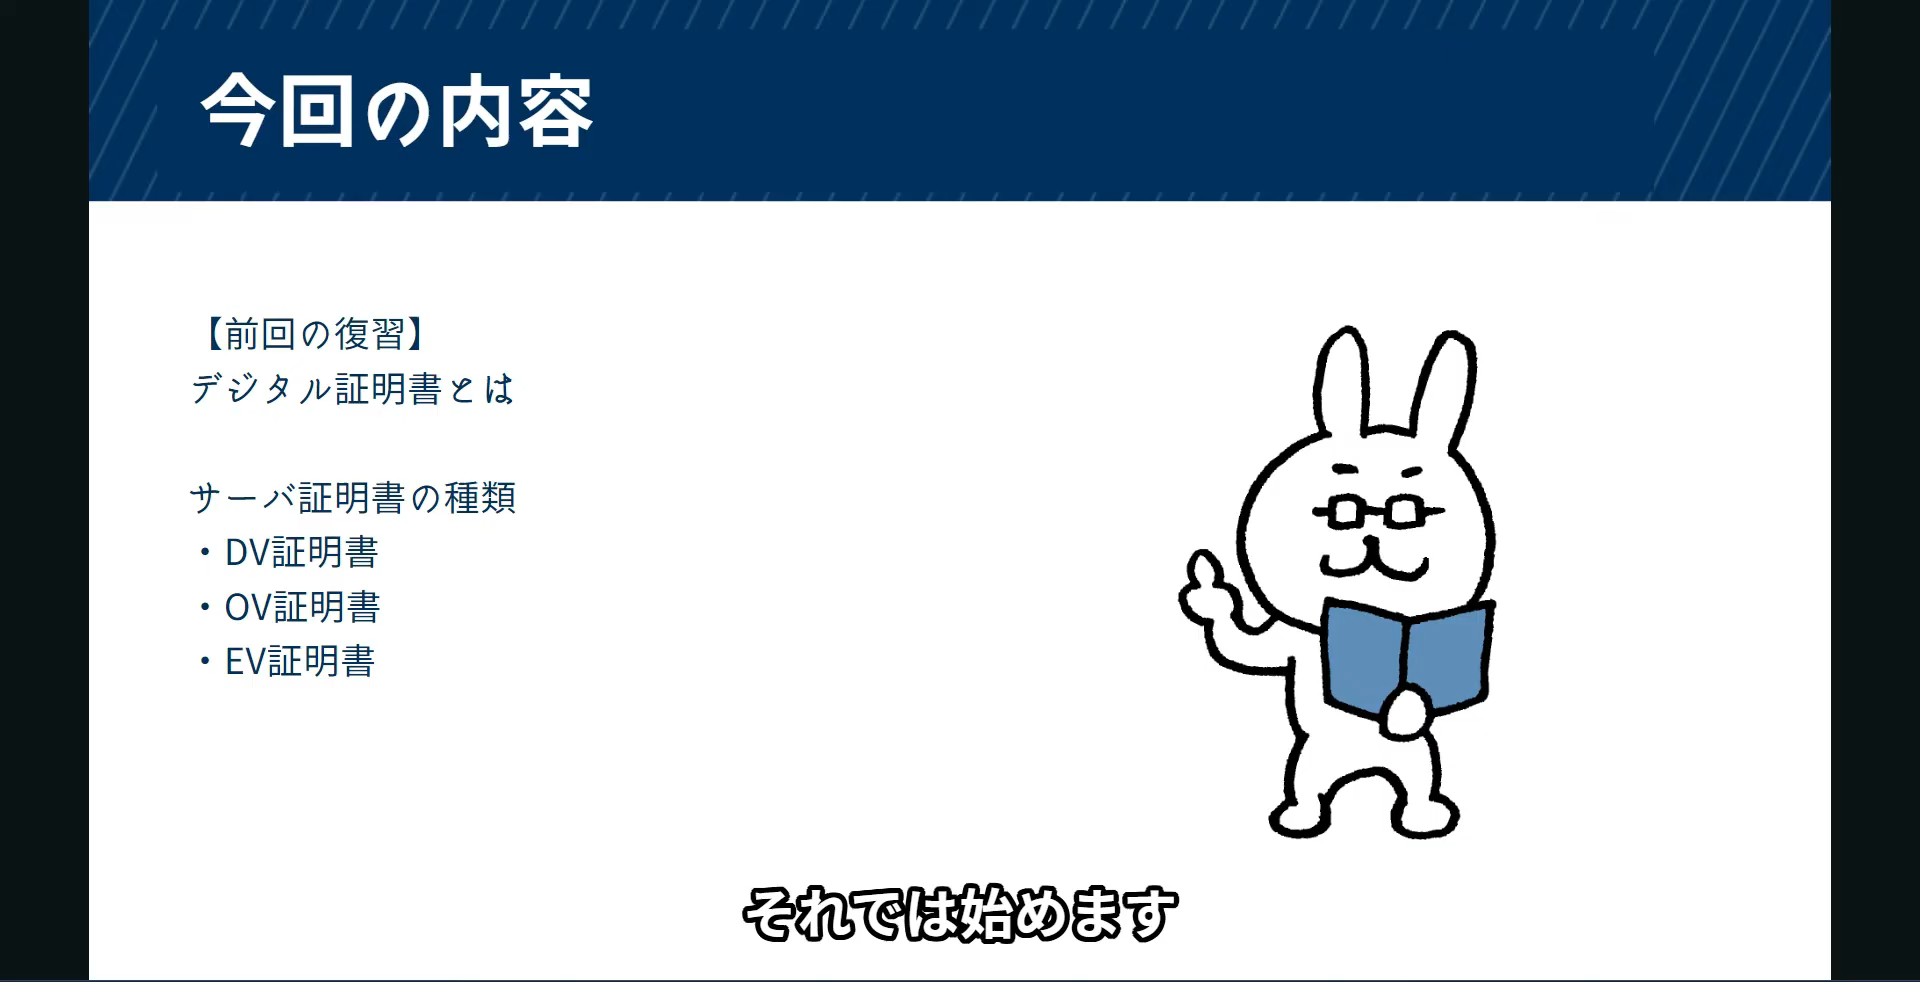 今回の内容
【前回の復習】
デジタル証明書とは
サーバ証明書の種類
・DV証明書
・OV証明書
・EV証明書
それでは始めます